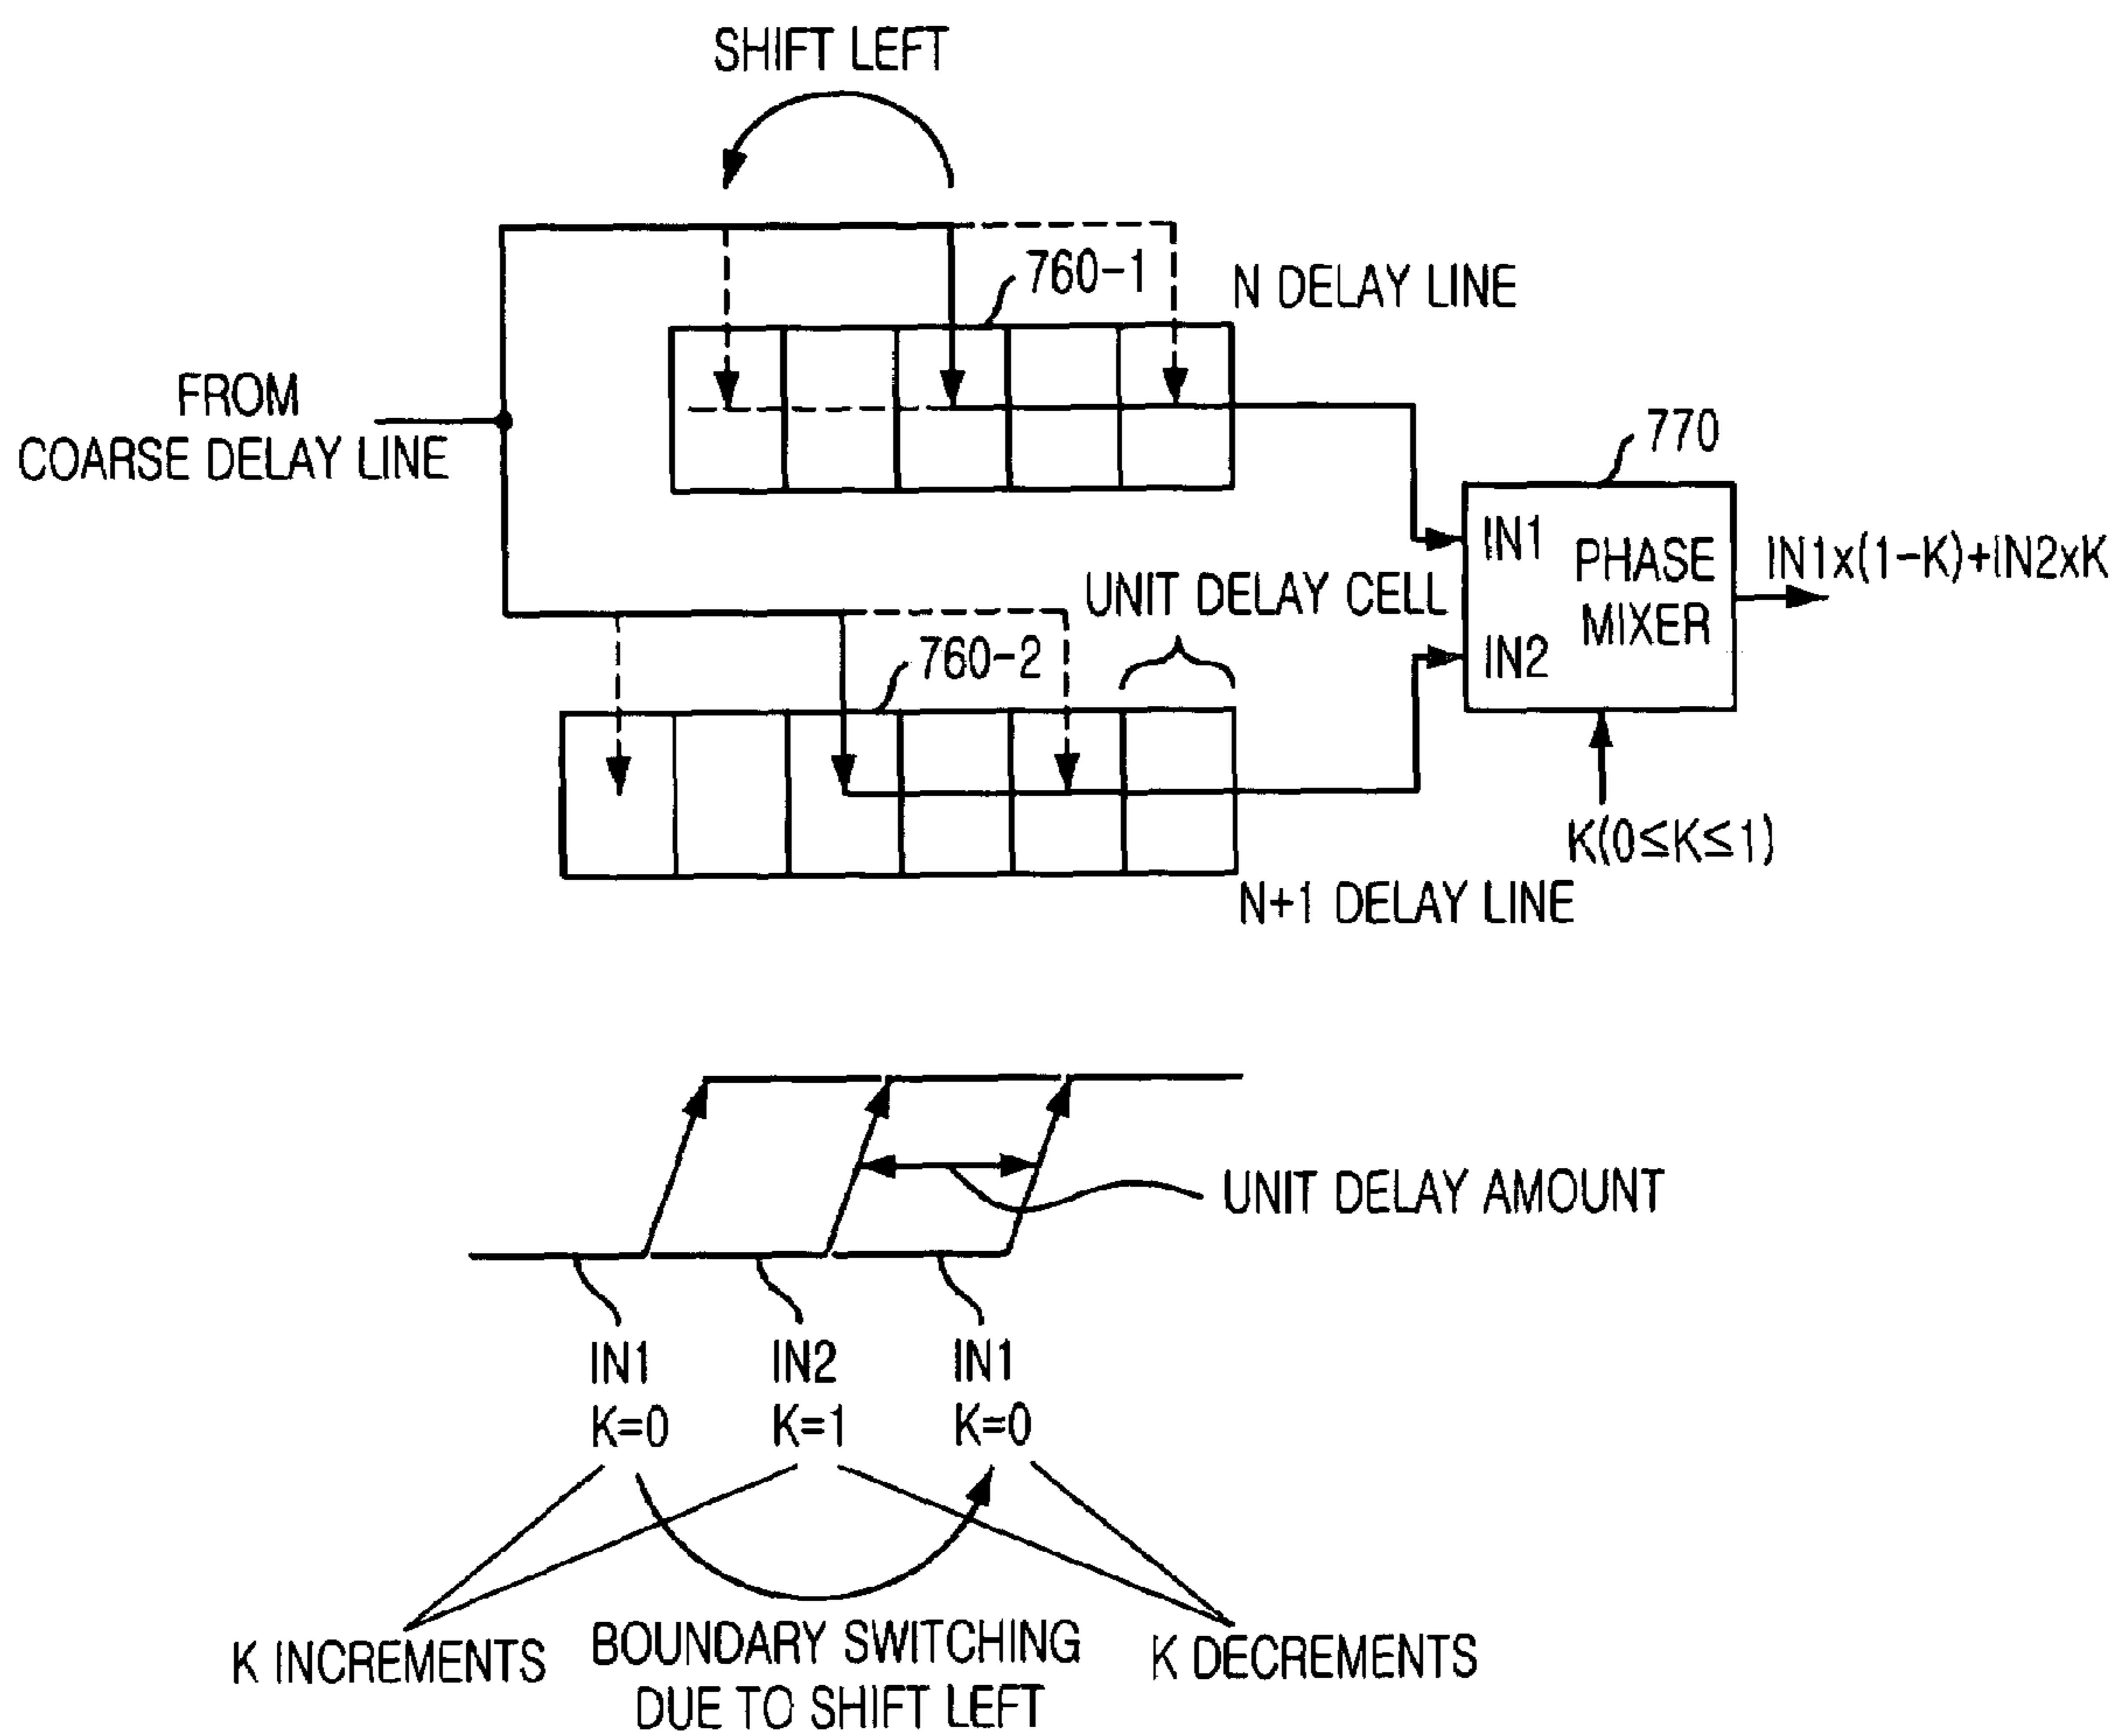 SHIFT LEFT
760-1
N DELAY LINE
FROM
COARSE DELAY LINE
770
IN1
PHASE
MIXER
IN1x(1-K)+IN2xK
UNIT DELAY CELL
IN2
760-2
K(0≤K≤1)
N+1 DELAY LINE
UNIT DELAY AMOUNT
IN1
K=0
IN2
K=1
IN1
K=0
K INCREMENTS
BOUNDARY SWITCHING
DUE TO SHIFT LEFT
K DECREMENTS